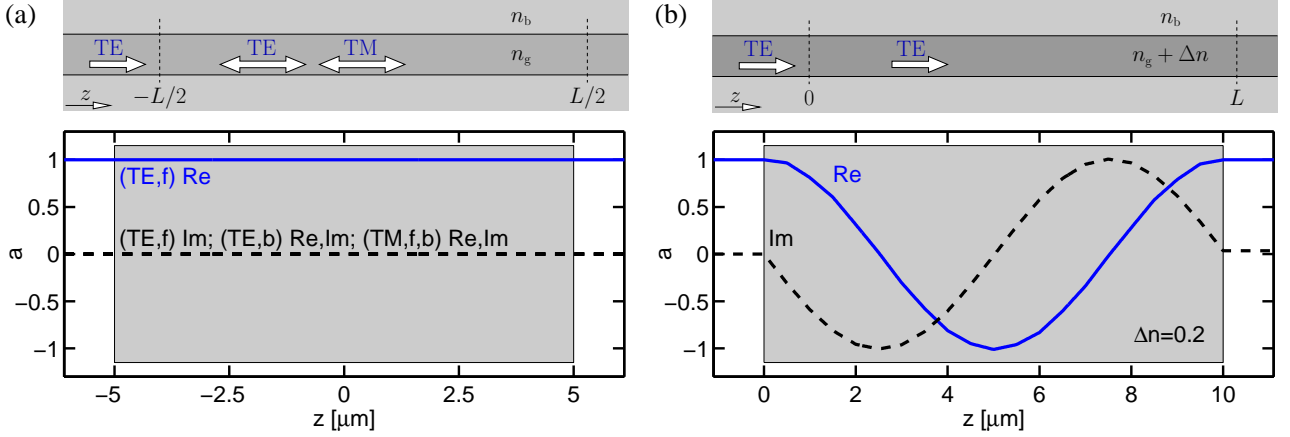 (a)
n_b
TE
TE
TM
n_g
z
−L/2
L/2
1
0.5
0
−0.5
−1
a
(TE,f) Re
(TE,f) Im; (TE,b) Re,Im; (TM,f,b) Re,Im
−5
−2.5
0
2.5
5
z [μm]
(b)
n_b
TE
TE
n_g + Δn
z
0
L
1
0.5
0
−0.5
−1
a
Re
Im
Δn=0.2
0
2
4
6
8
10
z [μm]